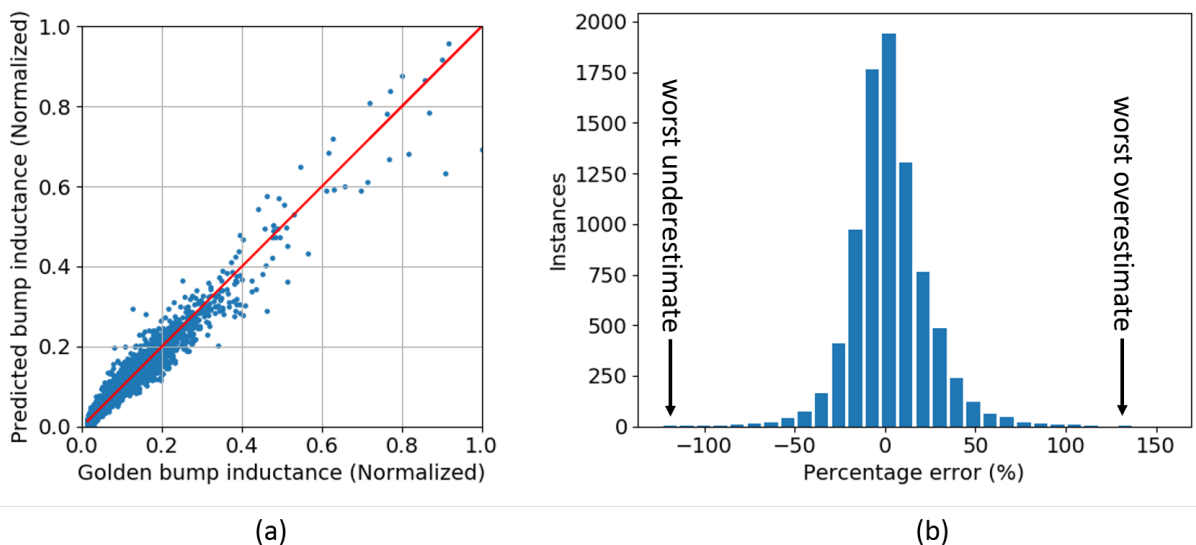 1.0
0.8
0.6
0.4
0.2
0.0
0.0 0.2 0.4 0.6 0.8 1.0
Predicted bump inductance (Normalized)
Golden bump inductance (Normalized)
(a)
2000
1750
1500
1250
1000
750
500
250
0
−100 −50 0 50 100 150
Instances
Percentage error (%)
worst underestimate
worst overestimate
(b)